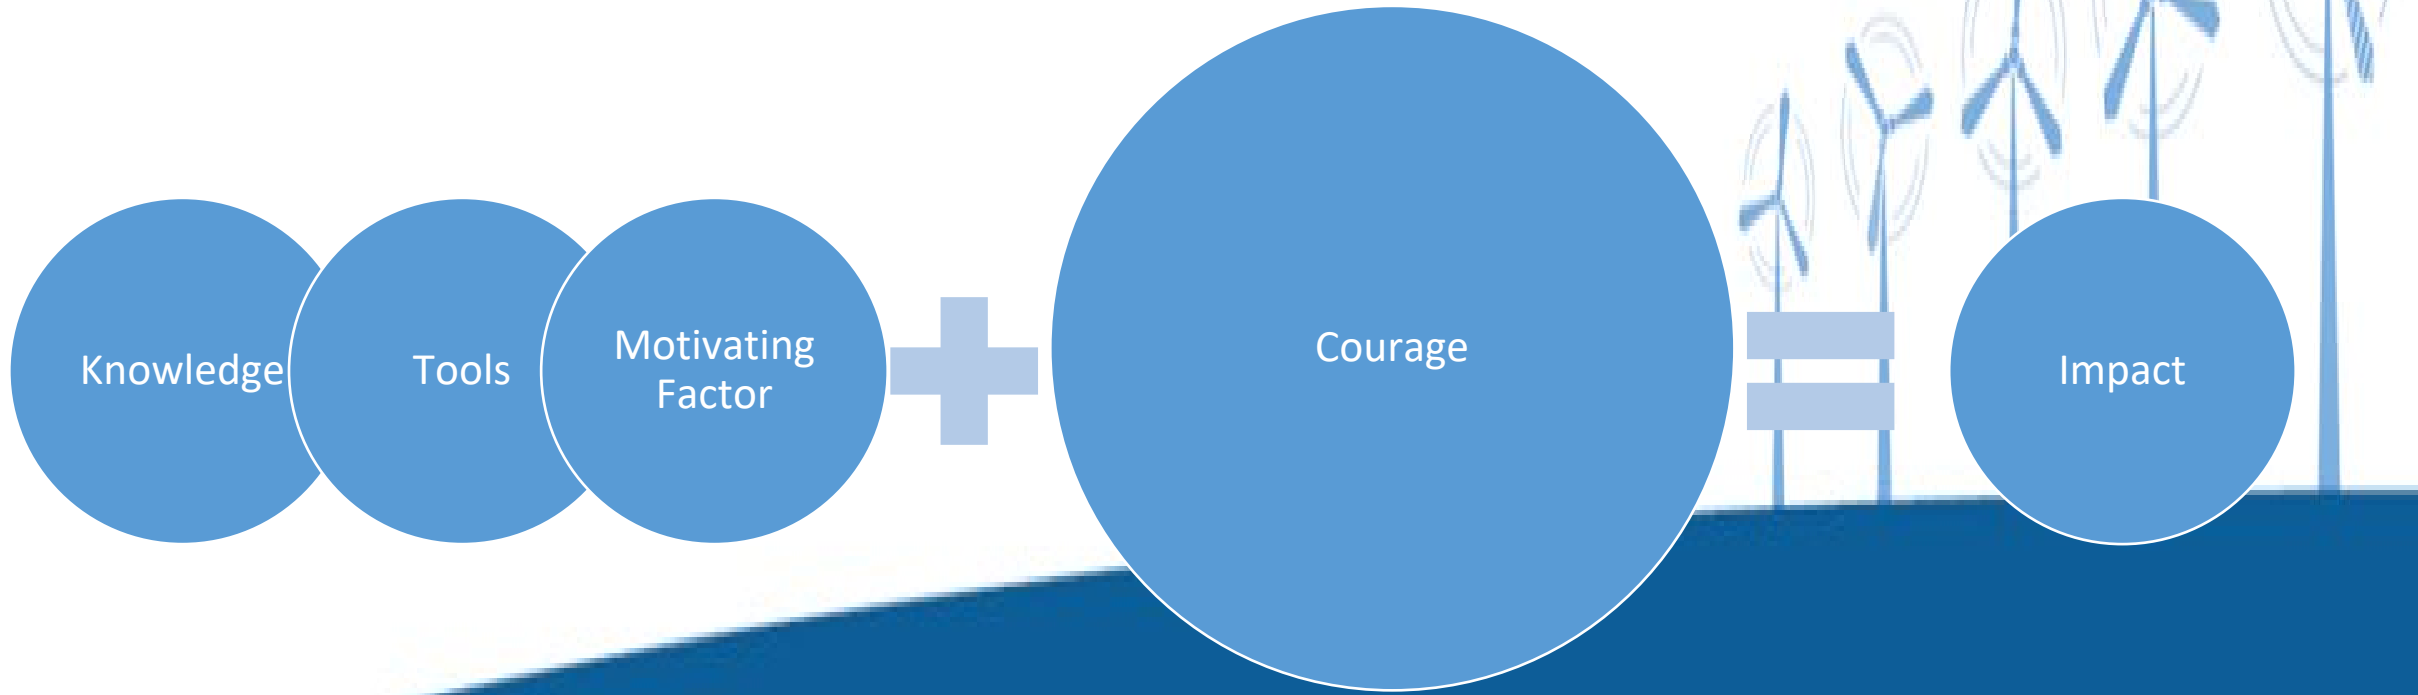 Knowledge
Tools
Motivating
Factor
Courage
Impact